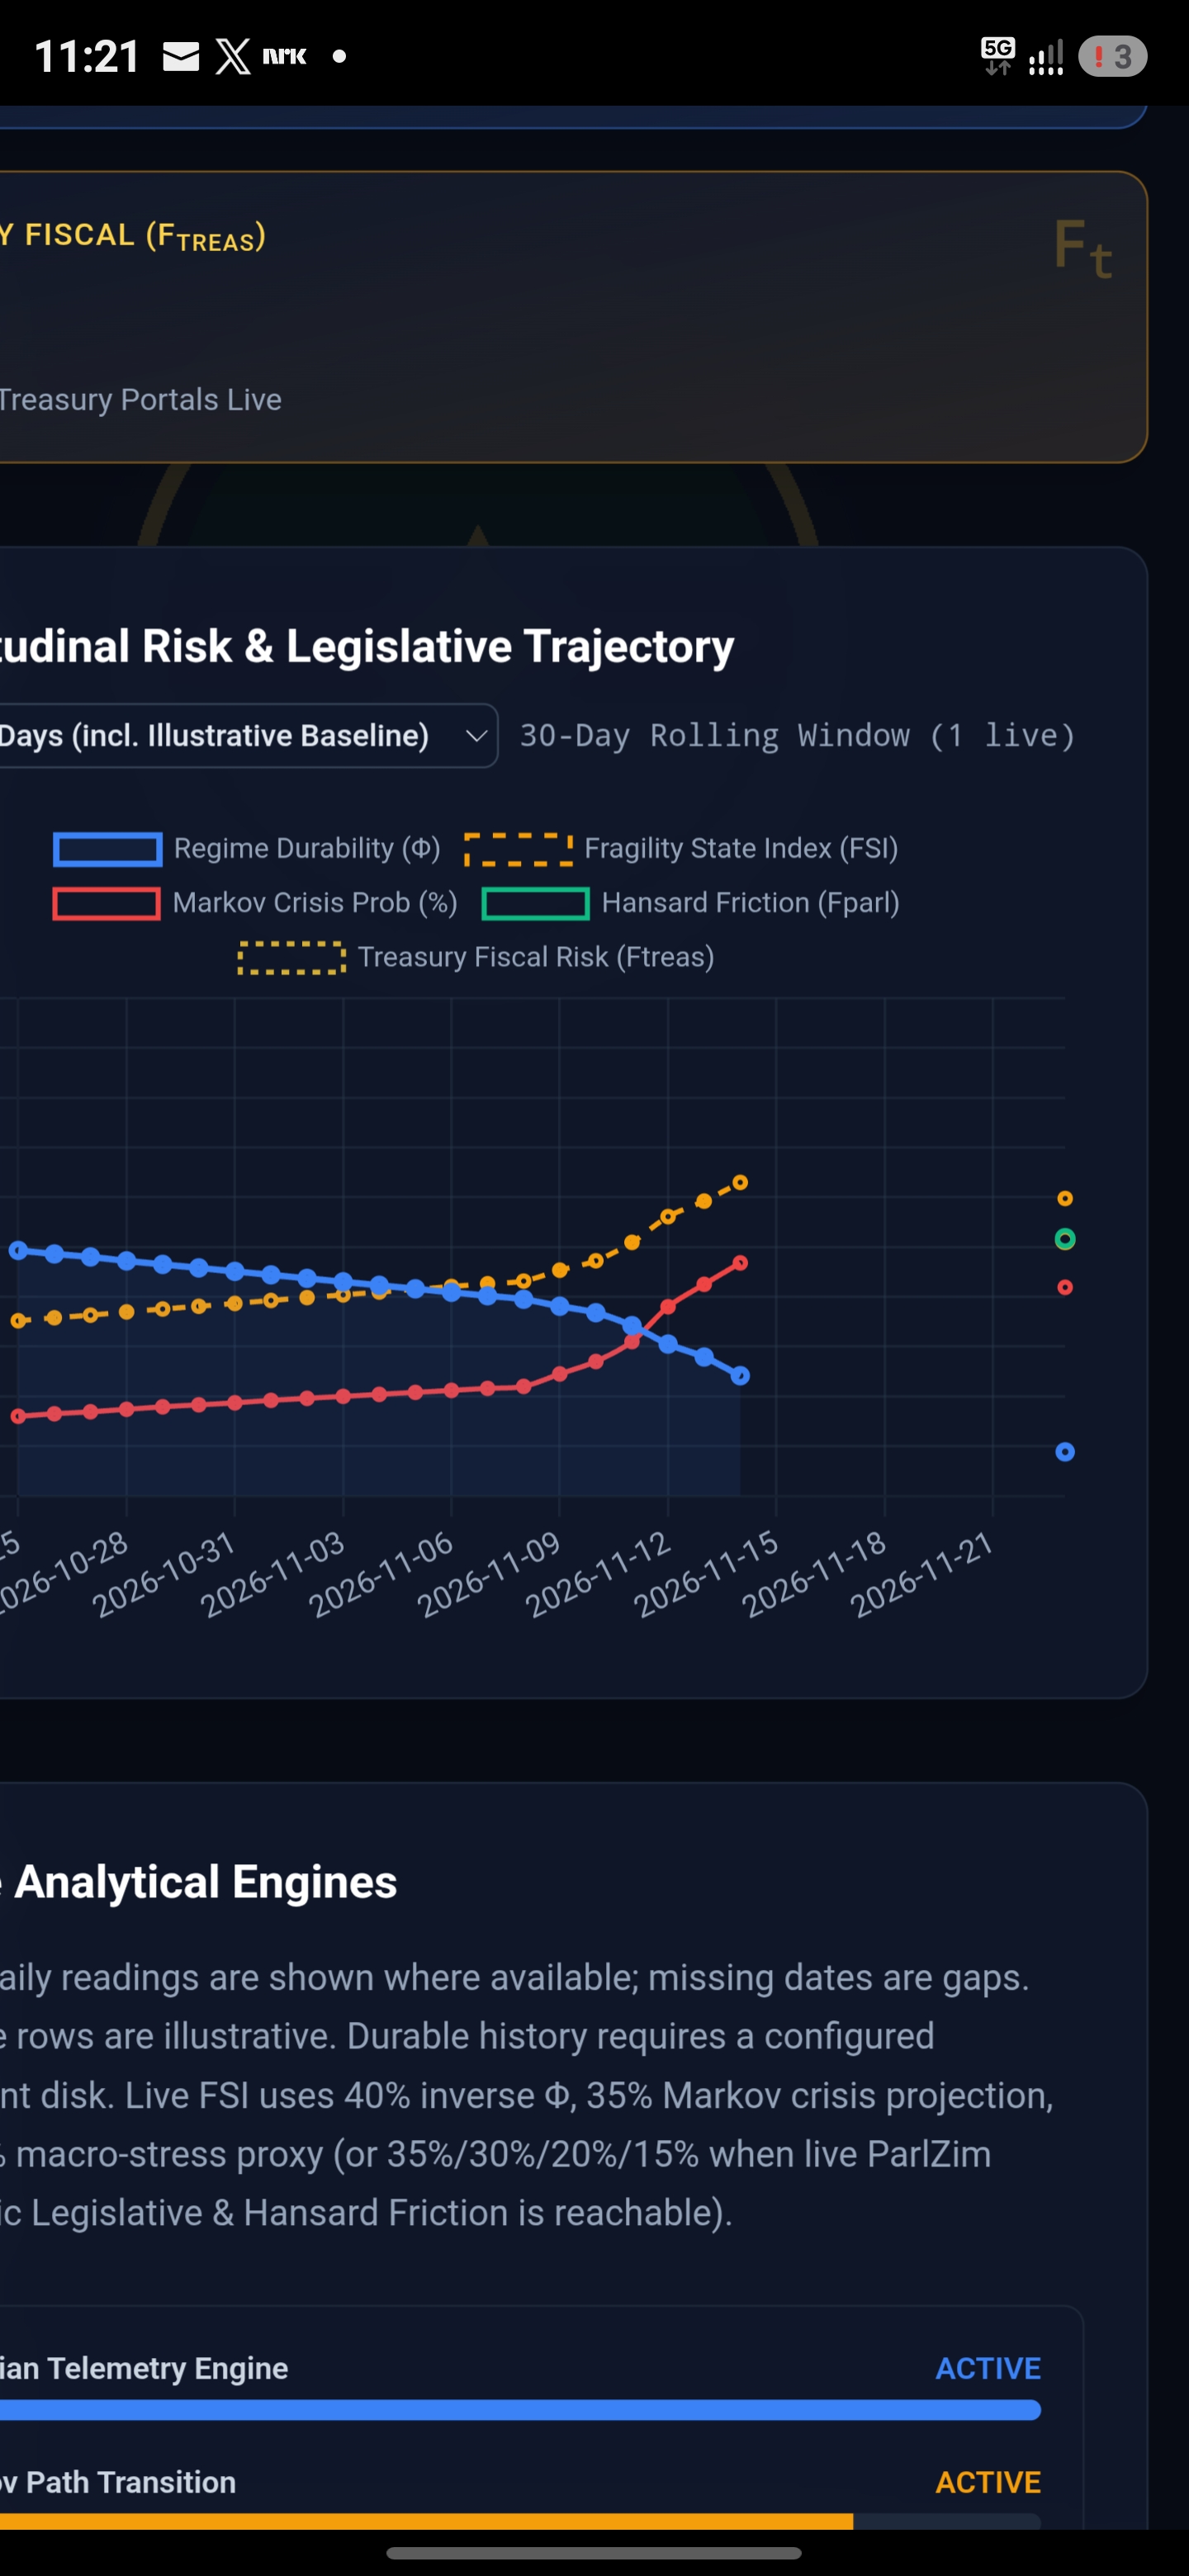 11:21 nrk 5G ! 3
Y FISCAL (FTREAS)
Ft
Treasury Portals Live
tudinal Risk & Legislative Trajectory
Days (incl. Illustrative Baseline) 30-Day Rolling Window (1 live)
Regime Durability (Φ) Fragility State Index (FSI)
Markov Crisis Prob (%) Hansard Friction (Fparl)
Treasury Fiscal Risk (Ftreas)
5 2026-10-28 2026-10-31 2026-11-03 2026-11-06 2026-11-09 2026-11-12 2026-11-15 2026-11-18 2026-11-21
e Analytical Engines
aily readings are shown where available; missing dates are gaps.
e rows are illustrative. Durable history requires a configured
nt disk. Live FSI uses 40% inverse Φ, 35% Markov crisis projection,
% macro-stress proxy (or 35%/30%/20%/15% when live ParlZim
ic Legislative & Hansard Friction is reachable).
ian Telemetry Engine ACTIVE
ov Path Transition ACTIVE